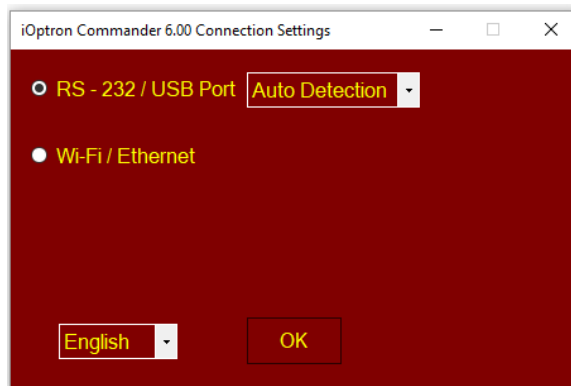 iOptron Commander 6.00 Connection Settings
RS - 232 / USB Port Auto Detection
Wi-Fi / Ethernet
English OK